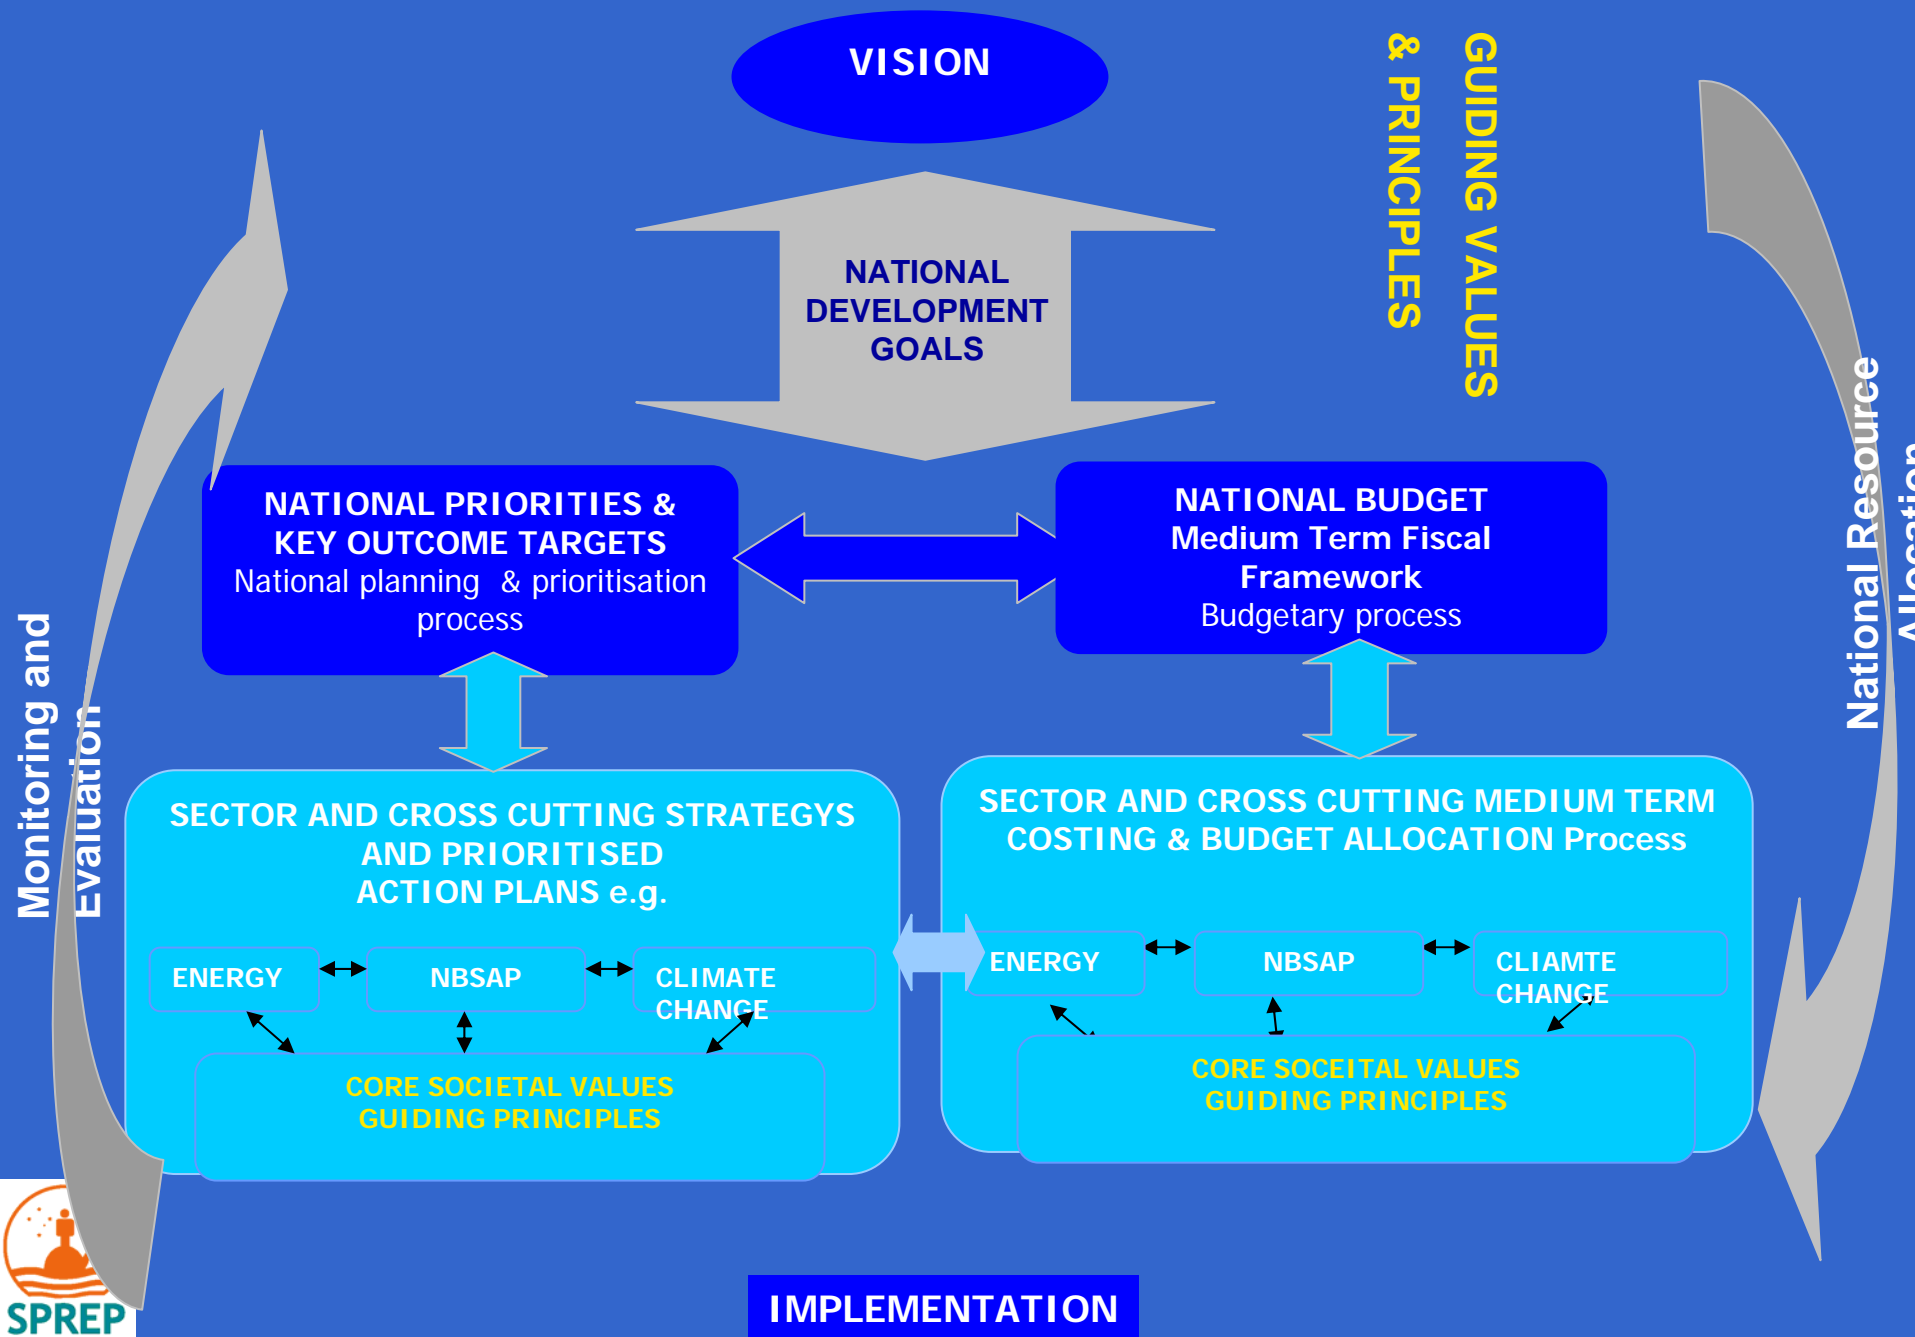 VISION
GUIDING VALUES
& PRINCIPLES
NATIONAL
DEVELOPMENT
GOALS
NATIONAL PRIORITIES &
KEY OUTCOME TARGETS
National planning & prioritisation
process
NATIONAL BUDGET
Medium Term Fiscal
Framework
Budgetary process
National Resource
Allocation
Monitoring and
Evaluation
SECTOR AND CROSS CUTTING STRATEGYS
AND PRIORITISED
ACTION PLANS e.g.
ENERGY
NBSAP
CLIMATE
CHANGE
CORE SOCIETAL VALUES
GUIDING PRINCIPLES
SECTOR AND CROSS CUTTING MEDIUM TERM
COSTING & BUDGET ALLOCATION Process
ENERGY
NBSAP
CLIAMTE
CHANGE
CORE SOCEITAL VALUES
GUIDING PRINCIPLES
SPREP
IMPLEMENTATION